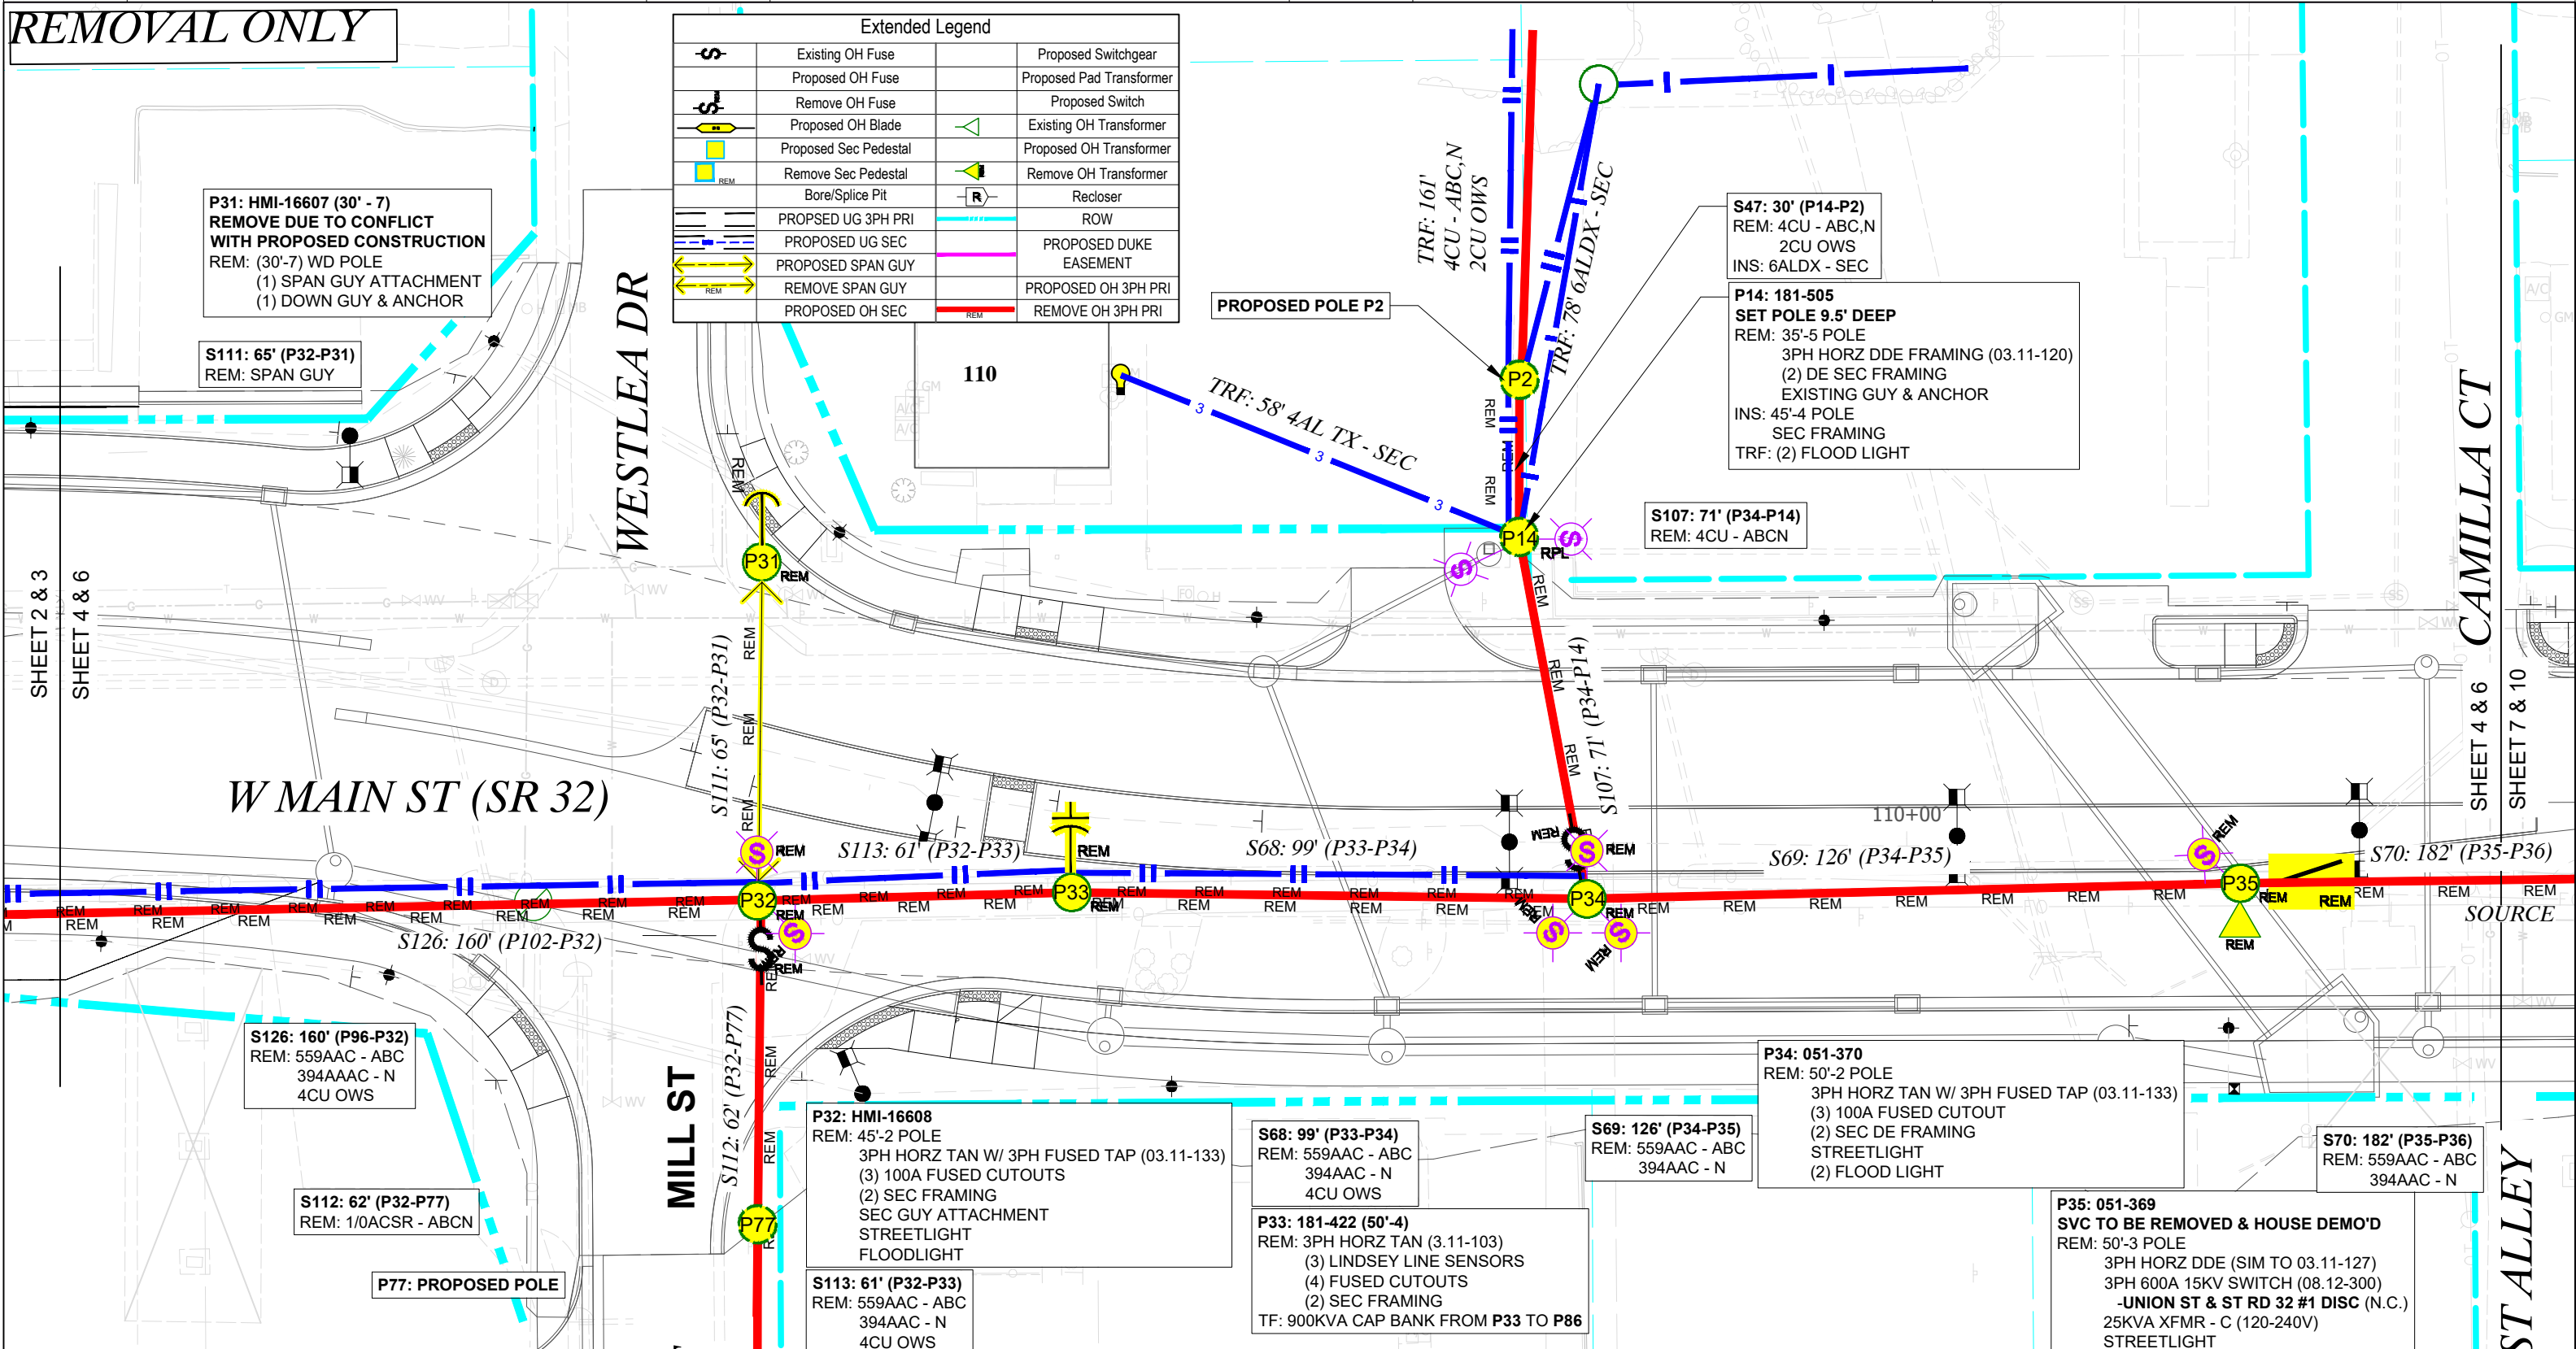 REMOVAL ONLY
Extended Legend
Existing OH Fuse
Proposed Switchgear
Proposed OH Fuse
Proposed Pad Transformer
Remove OH Fuse
Proposed Switch
Proposed OH Blade
Existing OH Transformer
Proposed Sec Pedestal
Proposed OH Transformer
REM
Remove Sec Pedestal
Remove OH Transformer
Bore/Splice Pit
R
Recloser
PROPSED UG 3PH PRI
ROW
PROPOSED UG SEC
PROPOSED DUKE
EASEMENT
PROPOSED SPAN GUY
REM
REMOVE SPAN GUY
PROPOSED OH 3PH PRI
PROPOSED OH SEC
REM
REMOVE OH 3PH PRI
P31: HMI-16607 (30' - 7)
REMOVE DUE TO CONFLICT
WITH PROPOSED CONSTRUCTION
REM: (30'-7) WD POLE
(1) SPAN GUY ATTACHMENT
(1) DOWN GUY & ANCHOR
S111: 65' (P32-P31)
REM: SPAN GUY
WESTLEA DR
110
TRF: 161'
4CU - ABC,N
2CU OWS
TRF: 78' 6ALDX - SEC
PROPOSED POLE P2
P2
TRF: 58' 4AL TX - SEC
3
3
3
S47: 30' (P14-P2)
REM: 4CU - ABC,N
2CU OWS
INS: 6ALDX - SEC
P14: 181-505
SET POLE 9.5' DEEP
REM: 35'-5 POLE
3PH HORZ DDE FRAMING (03.11-120)
(2) DE SEC FRAMING
EXISTING GUY & ANCHOR
INS: 45'-4 POLE
SEC FRAMING
TRF: (2) FLOOD LIGHT
S107: 71' (P34-P14)
REM: 4CU - ABCN
CAMILLA CT
P14
RPL
P31
REM
SHEET 2 & 3
SHEET 4 & 6
SHEET 4 & 6
SHEET 7 & 10
S111: 65' (P32-P31)
S107: 71' (P34-P14)
W MAIN ST (SR 32)
110+00
S113: 61' (P32-P33)
S68: 99' (P33-P34)
S69: 126' (P34-P35)
S70: 182' (P35-P36)
P32
P33
P34
P35
REM
REM
REM
REM
SOURCE
S126: 160' (P102-P32)
S126: 160' (P96-P32)
REM: 559AAC - ABC
394AAAC - N
4CU OWS
MILL ST
S112: 62' (P32-P77)
P77
S112: 62' (P32-P77)
REM: 1/0ACSR - ABCN
P77: PROPOSED POLE
P32: HMI-16608
REM: 45'-2 POLE
3PH HORZ TAN W/ 3PH FUSED TAP (03.11-133)
(3) 100A FUSED CUTOUTS
(2) SEC FRAMING
SEC GUY ATTACHMENT
STREETLIGHT
FLOODLIGHT
S113: 61' (P32-P33)
REM: 559AAC - ABC
394AAC - N
4CU OWS
S68: 99' (P33-P34)
REM: 559AAC - ABC
394AAC - N
4CU OWS
P33: 181-422 (50'-4)
REM: 3PH HORZ TAN (3.11-103)
(3) LINDSEY LINE SENSORS
(4) FUSED CUTOUTS
(2) SEC FRAMING
TF: 900KVA CAP BANK FROM P33 TO P86
S69: 126' (P34-P35)
REM: 559AAC - ABC
394AAC - N
P34: 051-370
REM: 50'-2 POLE
3PH HORZ TAN W/ 3PH FUSED TAP (03.11-133)
(3) 100A FUSED CUTOUT
(2) SEC DE FRAMING
STREETLIGHT
(2) FLOOD LIGHT
S70: 182' (P35-P36)
REM: 559AAC - ABC
394AAC - N
P35: 051-369
SVC TO BE REMOVED & HOUSE DEMO'D
REM: 50'-3 POLE
3PH HORZ DDE (SIM TO 03.11-127)
3PH 600A 15KV SWITCH (08.12-300)
-UNION ST & ST RD 32 #1 DISC (N.C.)
25KVA XFMR - C (120-240V)
STREETLIGHT
ST ALLEY